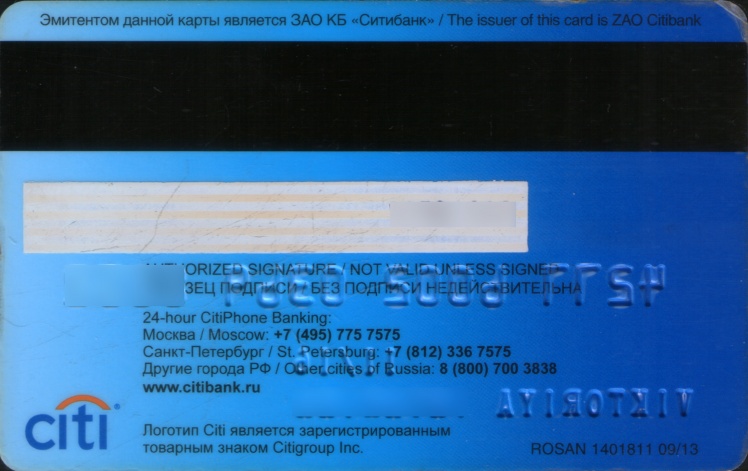 Эмитентом данной карты является ЗАО КБ «Ситибанк» / The issuer of this card is ZAO Citibank
AUTHORIZED SIGNATURE / NOT VALID UNLESS SIGNED
ЗЕЦ ПОДПИСИ / БЕЗ ПОДПИСИ НЕДЕЙСТВИТЕЛЬНА
24-hour CitiPhone Banking:
Москва / Moscow: +7 (495) 775 7575
Санкт-Петербург / St. Petersburg: +7 (812) 336 7575
Другие города РФ / Other cities of Russia: 8 (800) 700 3838
www.citibank.ru
VIKTORIYA
citi®
Логотип Citi является зарегистрированным
товарным знаком Citigroup Inc.
ROSAN 1401811 09/13